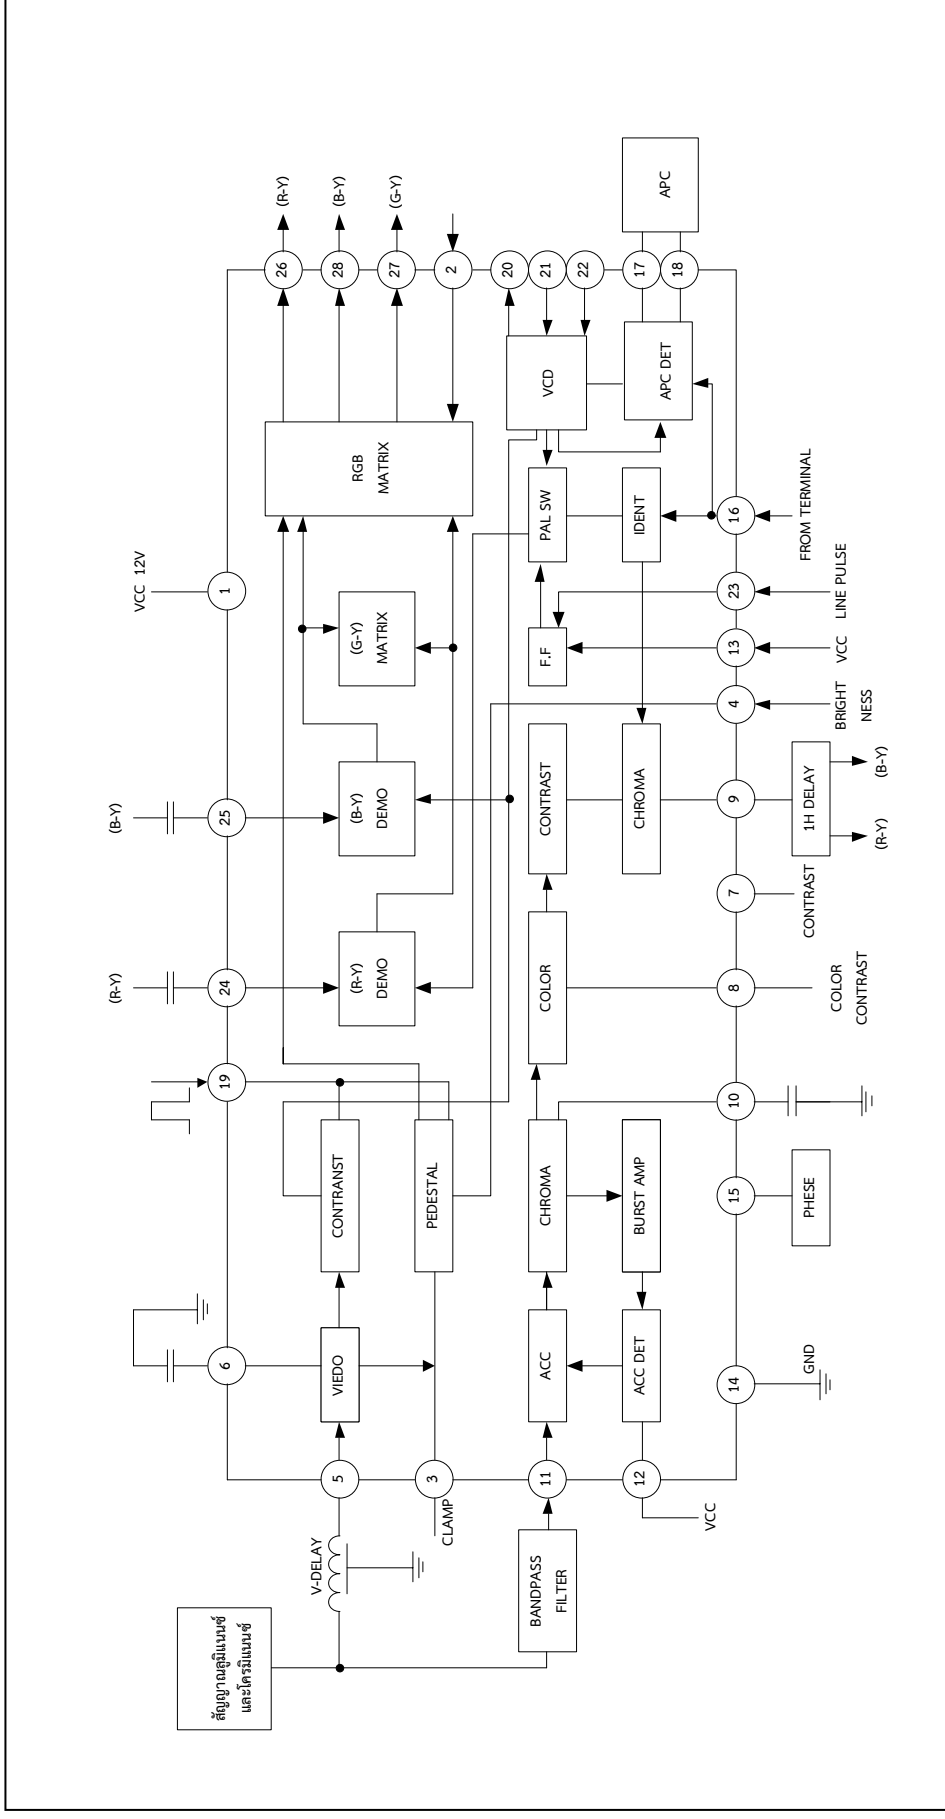 สัญญาณลูมิแนนซ์
และโครมิแนนซ์
V-DELAY
5
VIEDO
6
CONTRANST
19
CLAMP
3
PEDESTAL
BANDPASS
FILTER
11
ACC
CHROMA
COLOR
CONTRAST
VCC
12
ACC DET
BURST AMP
CHROMA
(R-Y)
24
(R-Y)
DEMO
(B-Y)
25
(B-Y)
DEMO
VCC 12V
1
(G-Y)
MATRIX
RGB
MATRIX
F.F
PAL SW
IDENT
VCD
APC DET
APC
26
(R-Y)
28
(B-Y)
27
(G-Y)
2
20
21
22
17
18
14
GND
15
PHESE
10
8
COLOR
CONTRAST
7
CONTRAST
9
1H DELAY
(R-Y)
(B-Y)
4
BRIGHT
NESS
13
VCC
23
LINE PULSE
16
FROM TERMINAL